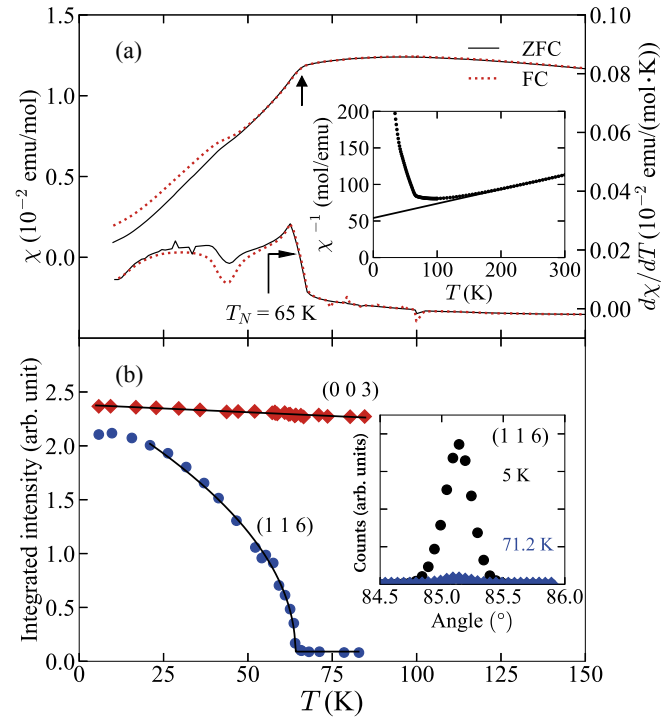 1.5
1.0
0.5
0.0
χ (10⁻² emu/mol)
(a)
ZFC
FC
0.10
0.08
0.06
0.04
0.02
0.00
dχ/dT (10⁻² emu/(mol·K)
200
150
100
50
0
χ⁻¹ (mol/emu)
0 100 200 300
T (K)
T_N = 65 K
(b)
(0 0 3)
(1 1 6)
3.0
2.5
2.0
1.5
1.0
0.5
0.0
Integrated intensity (arb. unit)
(1 1 6)
5 K
71.2 K
Counts (arb. units)
84.5 85.0 85.5 86.0
Angle (°)
0 25 50 75 100 125 150
T (K)